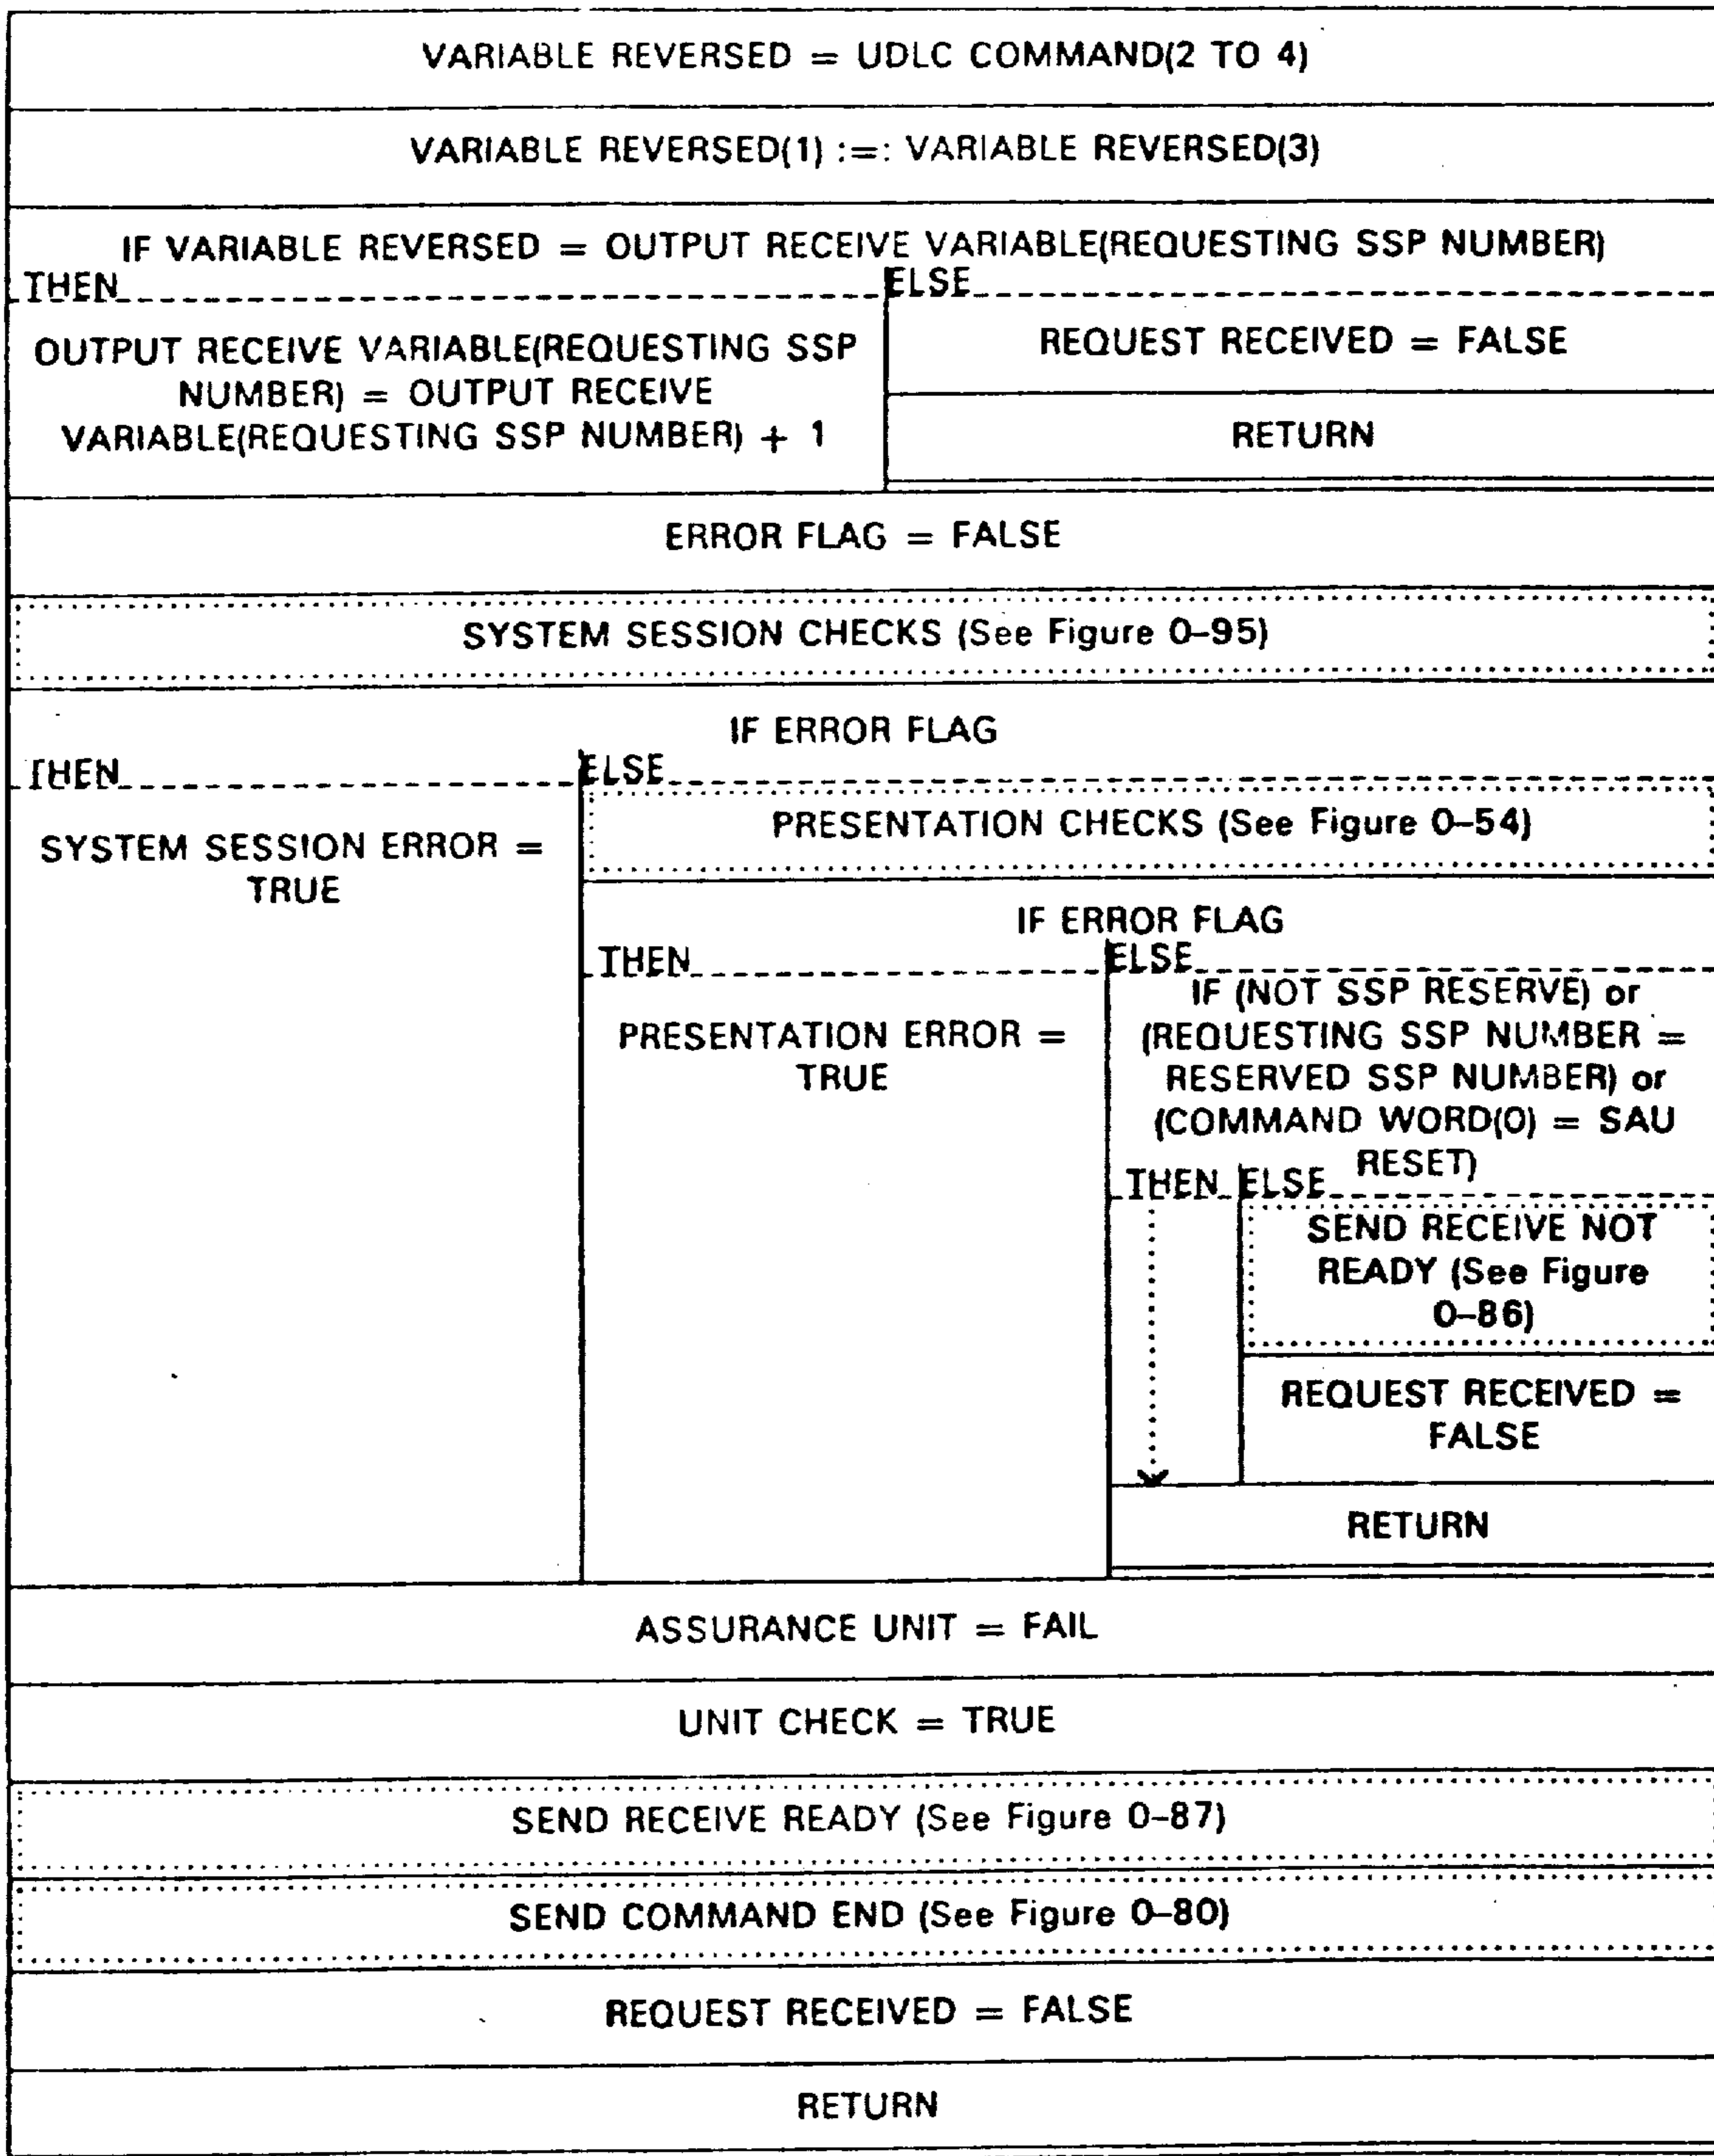 VARIABLE REVERSED = UDLC COMMAND(2 TO 4)
VARIABLE REVERSED(1) :=: VARIABLE REVERSED(3)
IF VARIABLE REVERSED = OUTPUT RECEIVE VARIABLE(REQUESTING SSP NUMBER)
THEN
ELSE
OUTPUT RECEIVE VARIABLE(REQUESTING SSP
NUMBER) = OUTPUT RECEIVE
VARIABLE(REQUESTING SSP NUMBER) + 1
REQUEST RECEIVED = FALSE
RETURN
ERROR FLAG = FALSE
SYSTEM SESSION CHECKS (See Figure 0–95)
IF ERROR FLAG
THEN
ELSE
SYSTEM SESSION ERROR =
TRUE
PRESENTATION CHECKS (See Figure 0–54)
IF ERROR FLAG
THEN
ELSE
PRESENTATION ERROR =
TRUE
IF (NOT SSP RESERVE) or
(REQUESTING SSP NUMBER =
RESERVED SSP NUMBER) or
(COMMAND WORD(0) = SAU
RESET)
THEN
ELSE
SEND RECEIVE NOT
READY (See Figure
0–86)
REQUEST RECEIVED =
FALSE
RETURN
ASSURANCE UNIT = FAIL
UNIT CHECK = TRUE
SEND RECEIVE READY (See Figure 0–87)
SEND COMMAND END (See Figure 0–80)
REQUEST RECEIVED = FALSE
RETURN